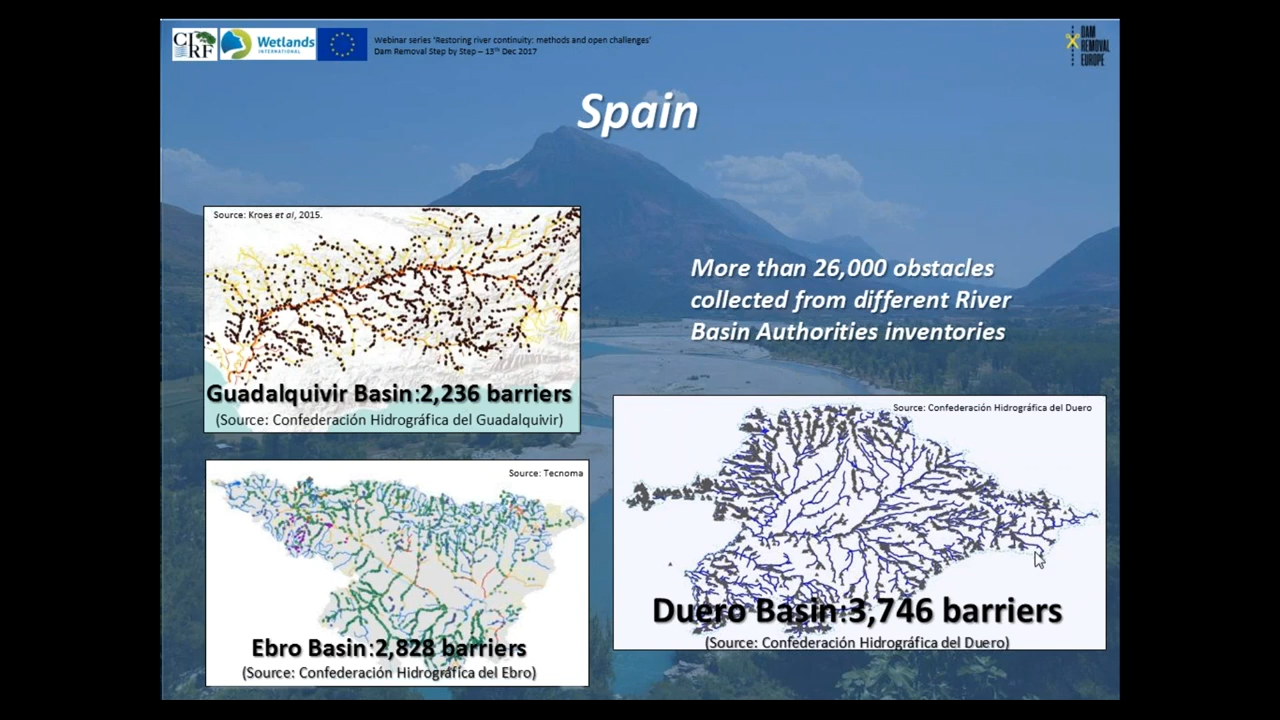 CIRF
Wetlands
INTERNATIONAL
Webinar series 'Restoring river continuity: methods and open challenges'
Dam Removal Step by Step – 13th Dec 2017
DAM
REMOVAL
EUROPE
Spain
Source: Kroes et al, 2015.
Guadalquivir Basin:2,236 barriers
(Source: Confederación Hidrográfica del Guadalquivir)
More than 26,000 obstacles
collected from different River
Basin Authorities inventories
Source: Tecnoma
Ebro Basin:2,828 barriers
(Source: Confederación Hidrográfica del Ebro)
Source: Confederación Hidrográfica del Duero
Duero Basin:3,746 barriers
(Source: Confederación Hidrográfica del Duero)